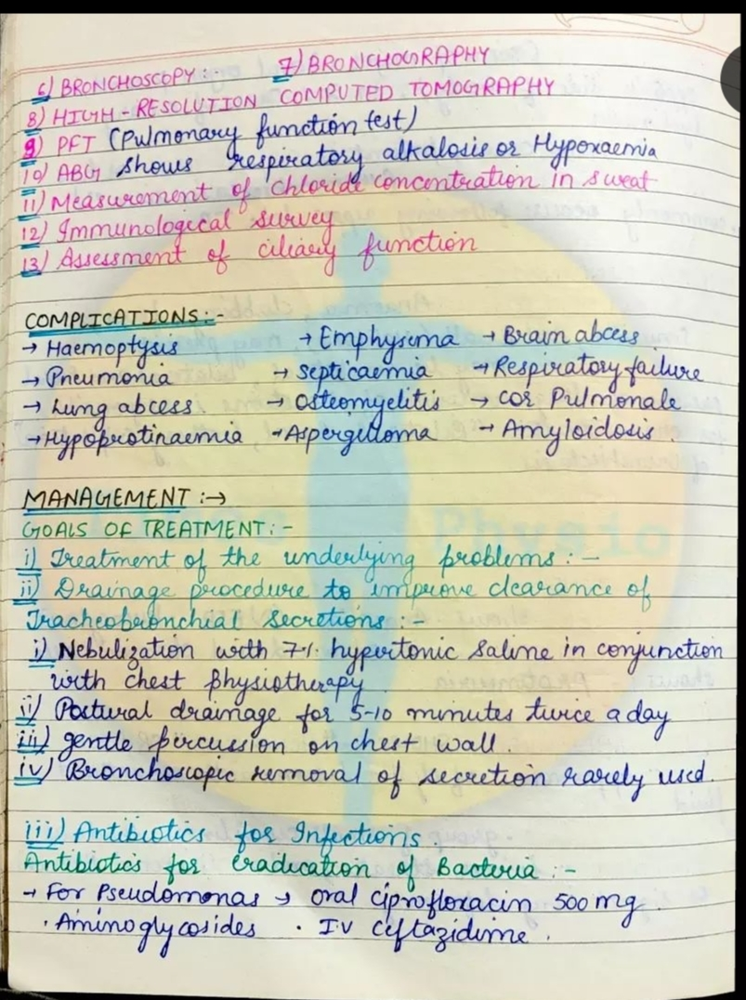 6) BRONCHOSCOPY :- 7) BRONCHOGRAPHY
8) HIGH-RESOLUTION COMPUTED TOMOGRAPHY
9) PFT (Pulmonary function test)
10) ABG shows respiratory alkalosis or Hypoxaemia
11) Measurement of chloride concentration in sweat
12) Immunological survey
13) Assessment of ciliary function
COMPLICATIONS :-
→ Haemoptysis → Emphysema → Brain abcess
→ Pneumonia → Septicaemia → Respiratory failure
→ Lung abcess → Osteomyelitis → cor Pulmonale
→ Hypoprotinaemia → Aspergilloma → Amyloidosis.
MANAGEMENT :→
GOALS OF TREATMENT :-
i) Treatment of the underlying problems :-
ii) Drainage procedure to improve clearance of
Tracheobronchial Secretions :-
i) Nebulization with 7% hypertonic Saline in conjunction
with chest physiotherapy.
ii) Postural drainage for 5-10 minutes twice a day
iii) gentle percussion on chest wall.
iv) Bronchoscopic removal of secretion rarely used.
iii) Antibiotics for Infections.
Antibiotics for eradication of Bacteria :-
→ For Pseudomonas → oral ciprofloxacin 500 mg
· Aminoglycosides · I.V ceftazidime.